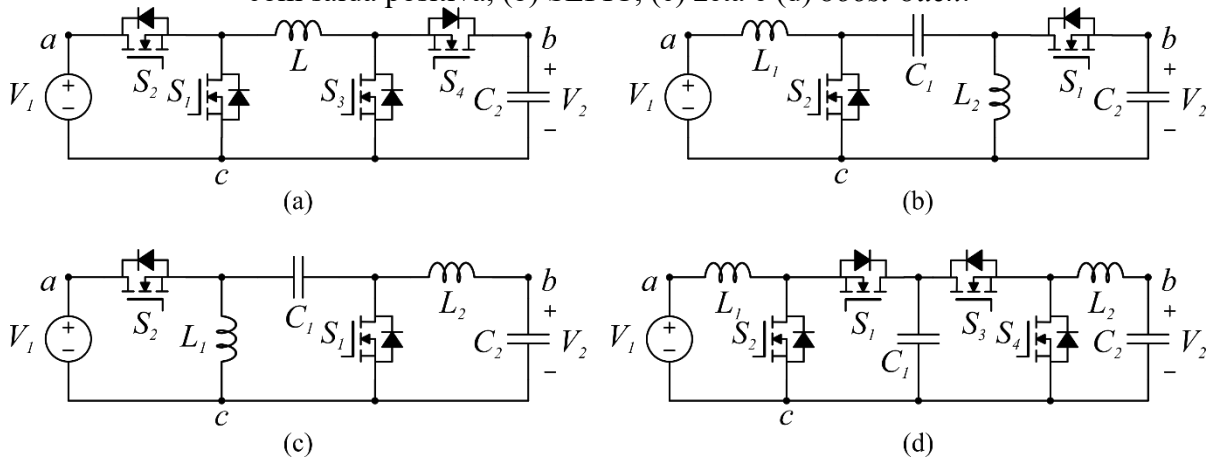 com saída positiva, (b) SEPIC, (c) zeta e (d) boost-buck.
a S2 L S4 b
V1 S1 S3 C2 + V2 −
c
(a)
a L1 C1 S1 b
V1 S2 L2 C2 + V2 −
c
(b)
a S2 C1 L2 b
V1 L1 S1 C2 + V2 −
c
(c)
a L1 S1 S3 L2 b
V1 S2 C1 S4 C2 + V2 −
c
(d)